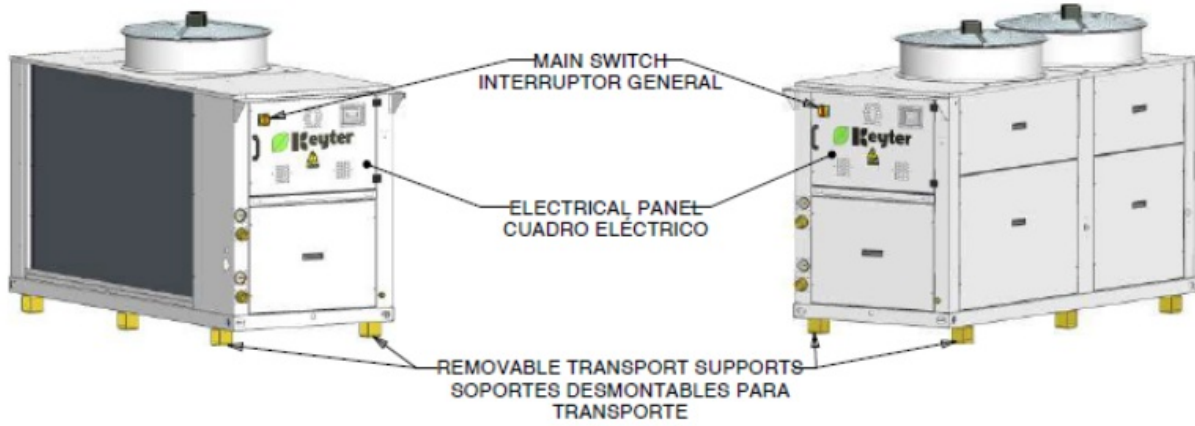 MAIN SWITCH
INTERRUPTOR GENERAL
Keyter
Keyter
ELECTRICAL PANEL
CUADRO ELÉCTRICO
REMOVABLE TRANSPORT SUPPORTS
SOPORTES DESMONTABLES PARA
TRANSPORTE